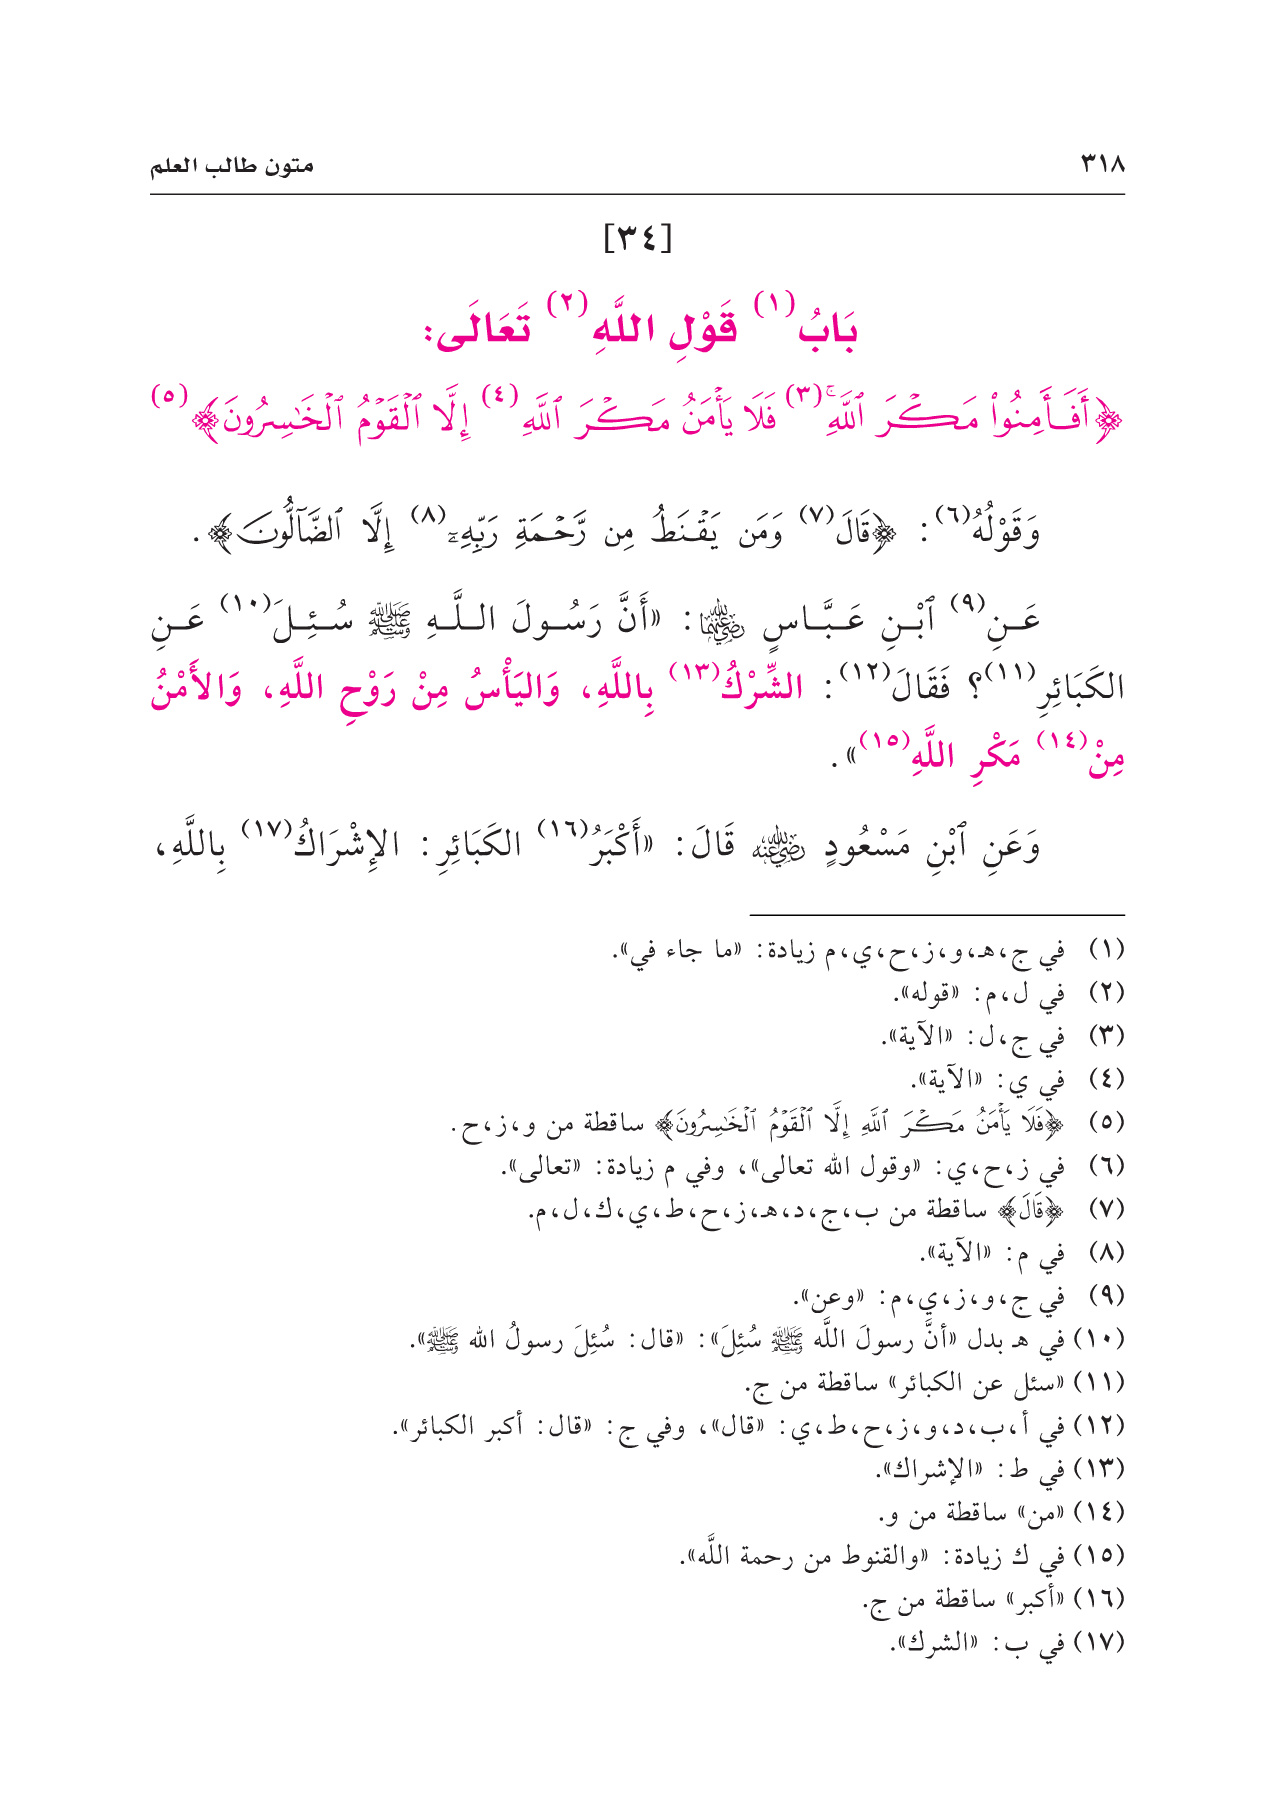 ٣١٨
متون طالب العلم
[٣٤]
بَابُ(١) قَوْلِ اللَّهِ(٢) تَعَالَى:
﴿أَفَأَمِنُوا۟ مَكْرَ ٱللَّهِۚ(٣) فَلَا يَأْمَنُ مَكْرَ ٱللَّهِ(٤) إِلَّا ٱلْقَوْمُ ٱلْخَٰسِرُونَ﴾(٥)
وَقَوْلُهُ(٦): ﴿قَالَ(٧) وَمَن يَقْنَطُ مِن رَّحْمَةِ رَبِّهِۦٓ(٨) إِلَّا ٱلضَّآلُّونَ﴾.
عَنِ(٩) ٱبْنِ عَبَّاسٍ رضي الله عنهما: «أَنَّ رَسُولَ اللَّهِ ﷺ سُئِلَ(١٠) عَنِ
الكَبَائِرِ(١١)؟ فَقَالَ(١٢): الشِّرْكُ(١٣) بِاللَّهِ، وَاليَأْسُ مِنْ رَوْحِ اللَّهِ، وَالأَمْنُ
مِنْ(١٤) مَكْرِ اللَّهِ(١٥)».
وَعَنِ ٱبْنِ مَسْعُودٍ رضي الله عنه قَالَ: «أَكْبَرُ(١٦) الكَبَائِرِ: الإِشْرَاكُ(١٧) بِاللَّهِ،
(١) في ج،هـ،و،ز،ح،ي،م زيادة: «ما جاء في».
(٢) في ل،م: «قوله».
(٣) في ج،ل: «الآية».
(٤) في ي: «الآية».
(٥) ﴿فَلَا يَأْمَنُ مَكْرَ ٱللَّهِ إِلَّا ٱلْقَوْمُ ٱلْخَٰسِرُونَ﴾ ساقطة من و،ز،ح.
(٦) في ز،ح،ي: «وقول الله تعالى»، وفي م زيادة: «تعالى».
(٧) ﴿قَالَ﴾ ساقطة من ب،ج،د،هـ،ز،ح،ط،ي،ك،ل،م.
(٨) في م: «الآية».
(٩) في ج،و،ز،ي،م: «وعن».
(١٠) في هـ بدل «أنَّ رسولَ اللَّه ﷺ سُئِلَ»: «قال: سُئِلَ رسولُ الله ﷺ».
(١١) «سئل عن الكبائر» ساقطة من ج.
(١٢) في أ،ب،د،و،ز،ح،ط،ي: «قال»، وفي ج: «قال: أكبر الكبائر».
(١٣) في ط: «الإشراك».
(١٤) «من» ساقطة من و.
(١٥) في ك زيادة: «والقنوط من رحمة اللَّه».
(١٦) «أكبر» ساقطة من ج.
(١٧) في ب: «الشرك».